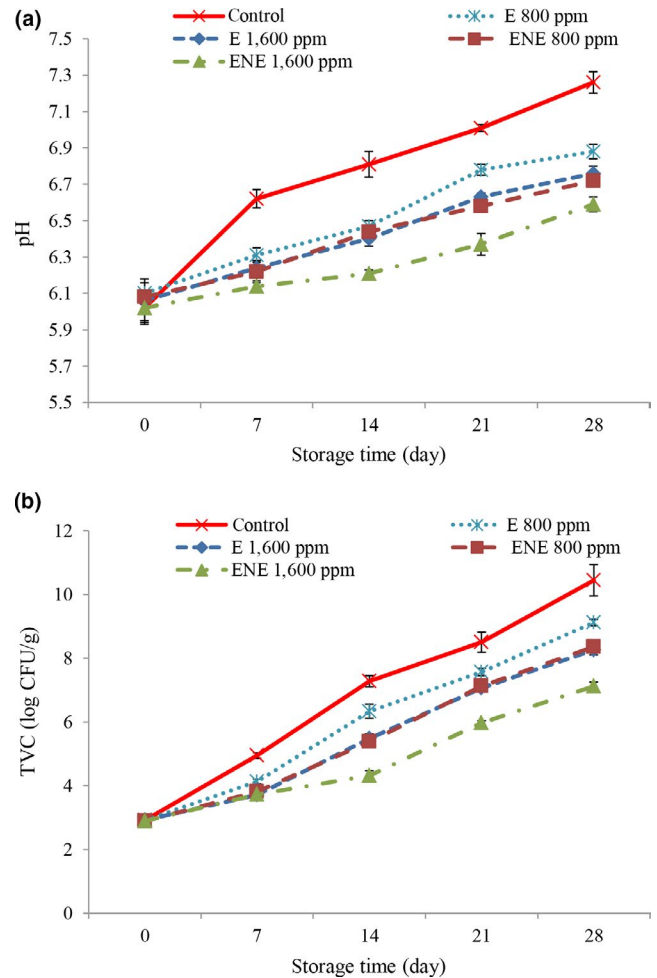 (a)
Control
E 800 ppm
E 1,600 ppm
ENE 800 ppm
ENE 1,600 ppm
7.5
7.3
7.1
6.9
6.7
6.5
6.3
6.1
5.9
5.7
5.5
pH
0 7 14 21 28
Storage time (day)
(b)
Control
E 800 ppm
E 1,600 ppm
ENE 800 ppm
ENE 1,600 ppm
12
10
8
6
4
2
0
TVC (log CFU/g)
0 7 14 21 28
Storage time (day)